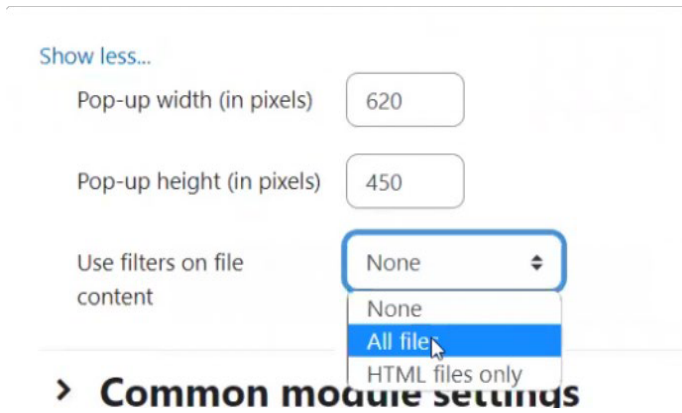 Show less...
Pop-up width (in pixels)
620
Pop-up height (in pixels)
450
Use filters on file
content
None
None
All files
HTML files only
Common module settings